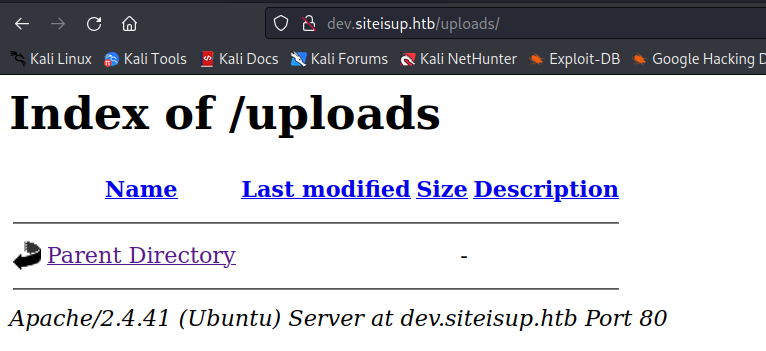 dev.siteisup.htb/uploads/
Kali Linux Kali Tools Kali Docs Kali Forums Kali NetHunter Exploit-DB Google Hacking D
Index of /uploads
Name Last modified Size Description
Parent Directory -
Apache/2.4.41 (Ubuntu) Server at dev.siteisup.htb Port 80